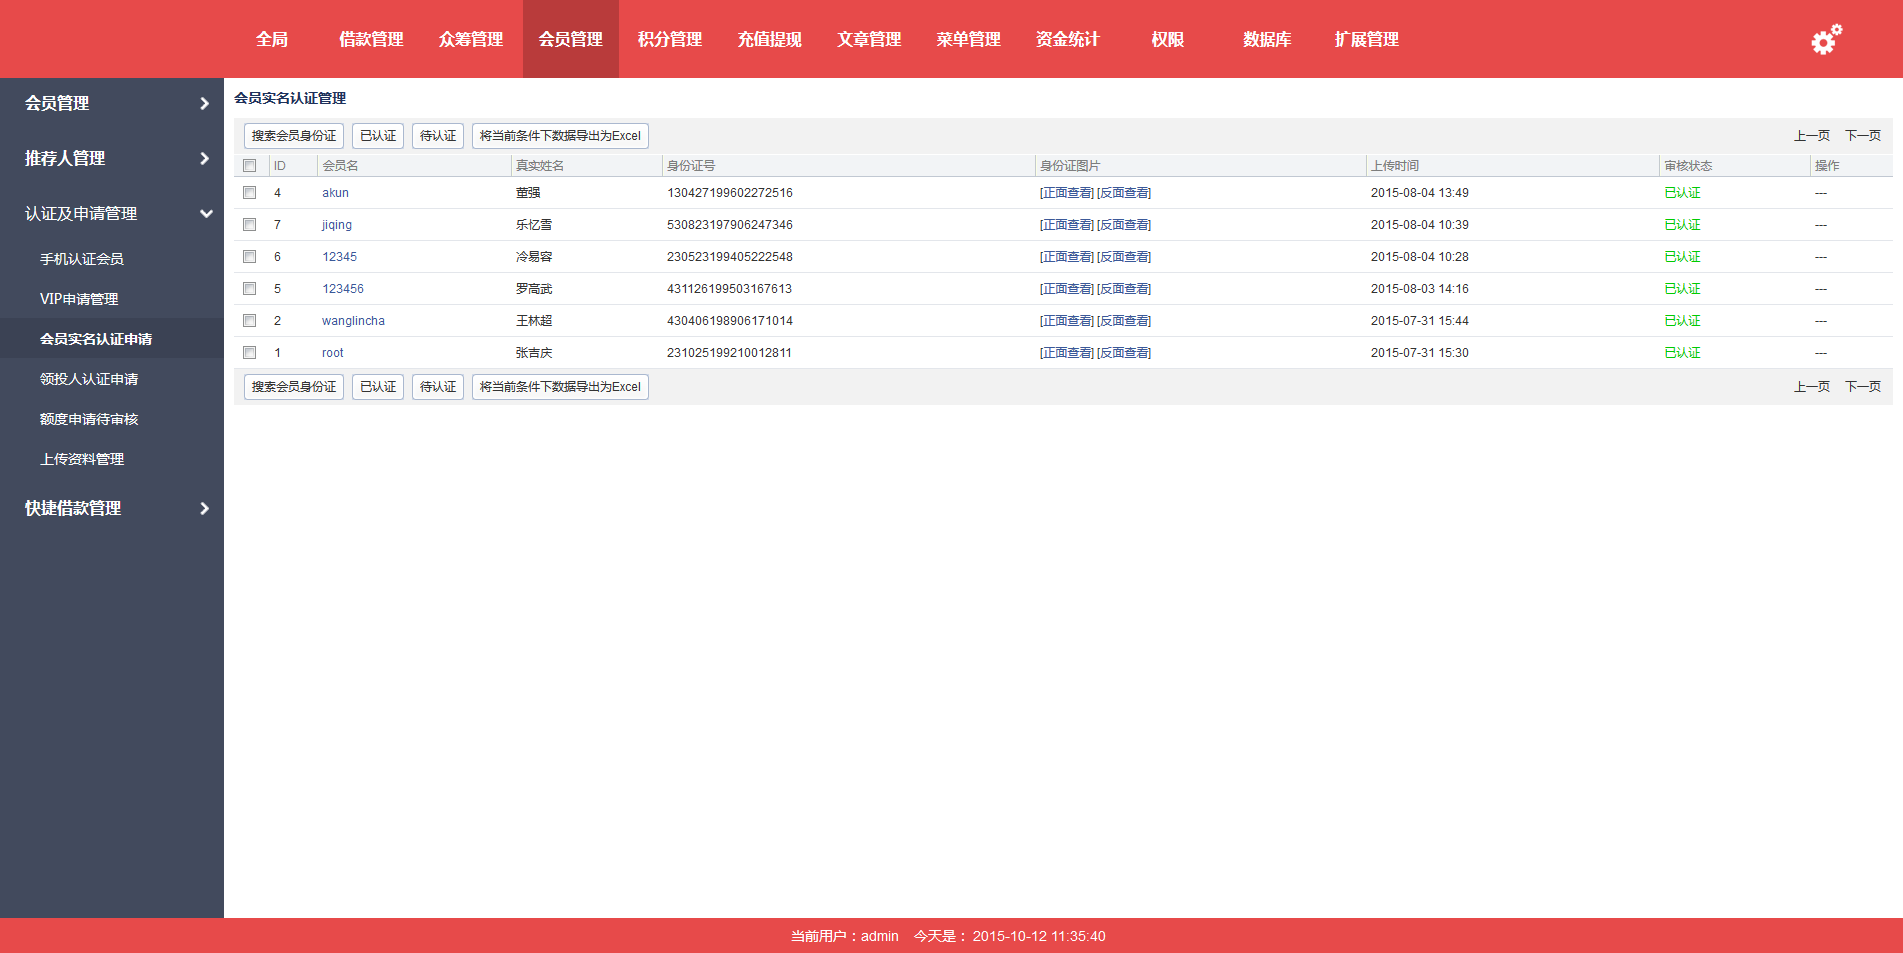 全局 借款管理 众筹管理 会员管理 积分管理 充值提现 文章管理 菜单管理 资金统计 权限 数据库 扩展管理
会员管理
推荐人管理
认证及申请管理
手机认证会员
VIP申请管理
会员实名认证申请
领投人认证申请
额度申请待审核
上传资料管理
快捷借款管理
会员实名认证管理
搜索会员身份证 已认证 待认证 将当前条件下数据导出为Excel 上一页 下一页
ID 会员名 真实姓名 身份证号 身份证图片 上传时间 审核状态 操作
4 akun 董强 130427199602272516 [正面查看] [反面查看] 2015-08-04 13:49 已认证 ---
7 jiqing 乐忆雪 530823197906247346 [正面查看] [反面查看] 2015-08-04 10:39 已认证 ---
6 12345 冷易容 230523199405222548 [正面查看] [反面查看] 2015-08-04 10:28 已认证 ---
5 123456 罗高武 431126199503167613 [正面查看] [反面查看] 2015-08-03 14:16 已认证 ---
2 wanglincha 王林超 430406198906171014 [正面查看] [反面查看] 2015-07-31 15:44 已认证 ---
1 root 张吉庆 231025199210012811 [正面查看] [反面查看] 2015-07-31 15:30 已认证 ---
搜索会员身份证 已认证 待认证 将当前条件下数据导出为Excel 上一页 下一页
当前用户：admin 今天是： 2015-10-12 11:35:40